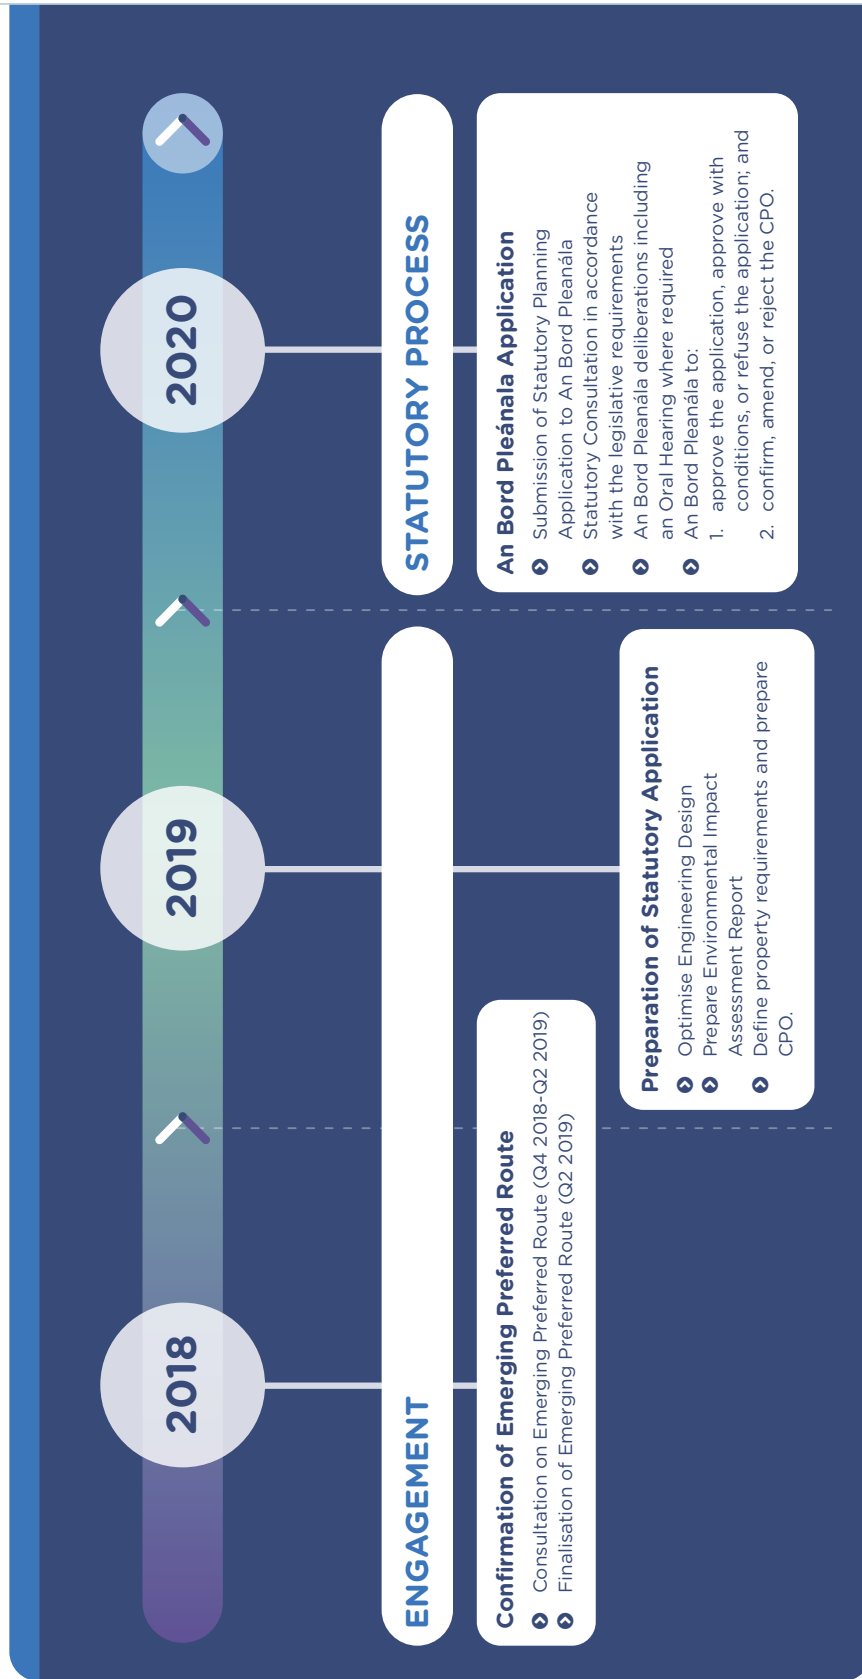 2018
2019
2020
ENGAGEMENT
STATUTORY PROCESS
Confirmation of Emerging Preferred Route
Consultation on Emerging Preferred Route (Q4 2018-Q2 2019)
Finalisation of Emerging Preferred Route (Q2 2019)
Preparation of Statutory Application
Optimise Engineering Design
Prepare Environmental Impact
Assessment Report
Define property requirements and prepare
CPO.
An Bord Pleánala Application
Submission of Statutory Planning
Application to An Bord Pleanála
Statutory Consultation in accordance
with the legislative requirements
An Bord Pleanála deliberations including
an Oral Hearing where required
An Bord Pleanála to:
1. approve the application, approve with
conditions, or refuse the application; and
2. confirm, amend, or reject the CPO.